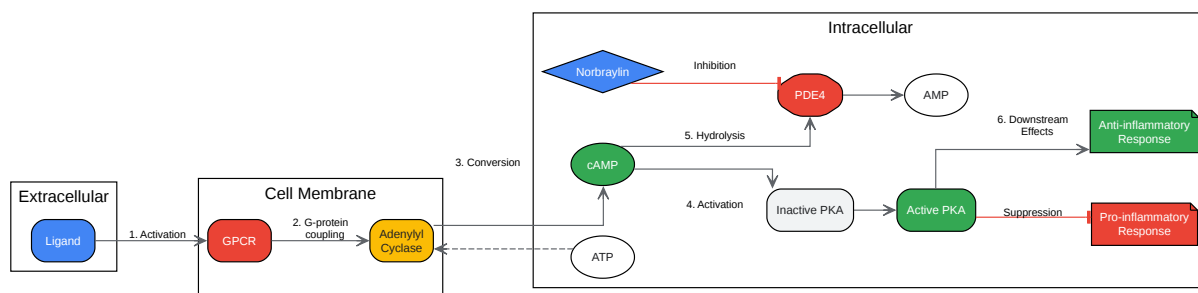 Extracellular
Ligand
1. Activation
Cell Membrane
GPCR
2. G-protein
coupling
Adenylyl
Cyclase
3. Conversion
Intracellular
Norbraylin
Inhibition
PDE4
AMP
5. Hydrolysis
cAMP
4. Activation
ATP
Inactive PKA
Active PKA
6. Downstream
Effects
Anti-inflammatory
Response
Suppression
Pro-inflammatory
Response